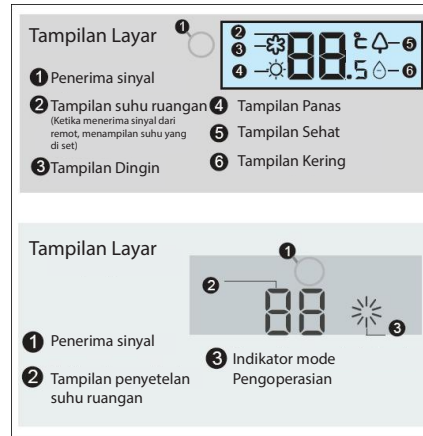 Tampilan Layar
1
2
3
4
88.5
°C
5
6
1 Penerima sinyal
2 Tampilan suhu ruangan
(Ketika menerima sinyal dari
remot, menampilan suhu yang
di set)
3 Tampilan Dingin
4 Tampilan Panas
5 Tampilan Sehat
6 Tampilan Kering
Tampilan Layar
1
2
88
3
1 Penerima sinyal
2 Tampilan penyetelan
suhu ruangan
3 Indikator mode
Pengoperasian